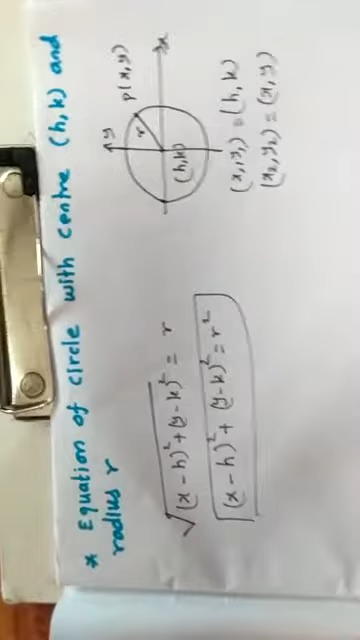 * Equation of circle with centre (h,k) and
radius r
y
P(x,y)
r
x
(h,k)
(x₁,y₁) = (h,k)
(x₂,y₂) = (x,y)
√(x-h)²+(y-k)² = r
(x-h)²+(y-k)²=r²